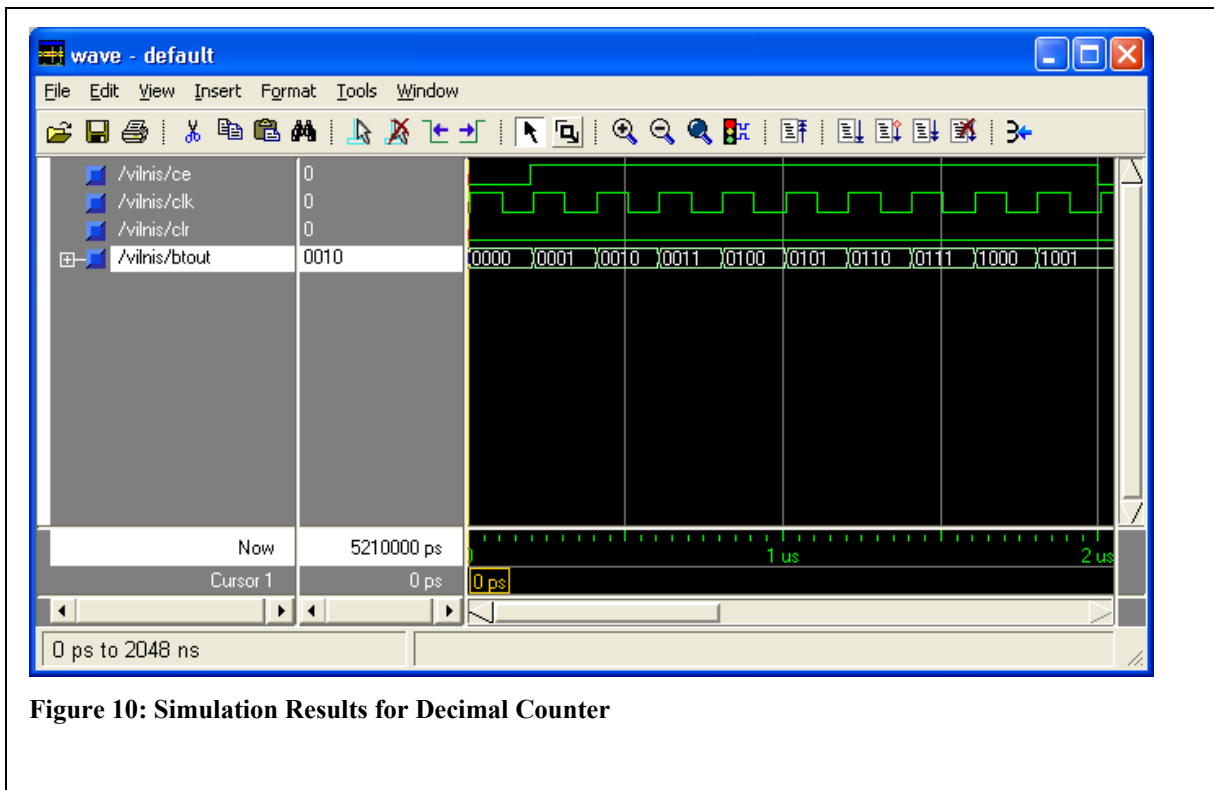 wave - default
File Edit View Insert Format Tools Window
/vilnis/ce 0
/vilnis/clk 0
/vilnis/clr 0
/vilnis/btout 0010 0000 0001 0010 0011 0100 0101 0110 0111 1000 1001
Now 5210000 ps 1 us 2 us
Cursor 1 0 ps 0 ps
0 ps to 2048 ns
Figure 10: Simulation Results for Decimal Counter